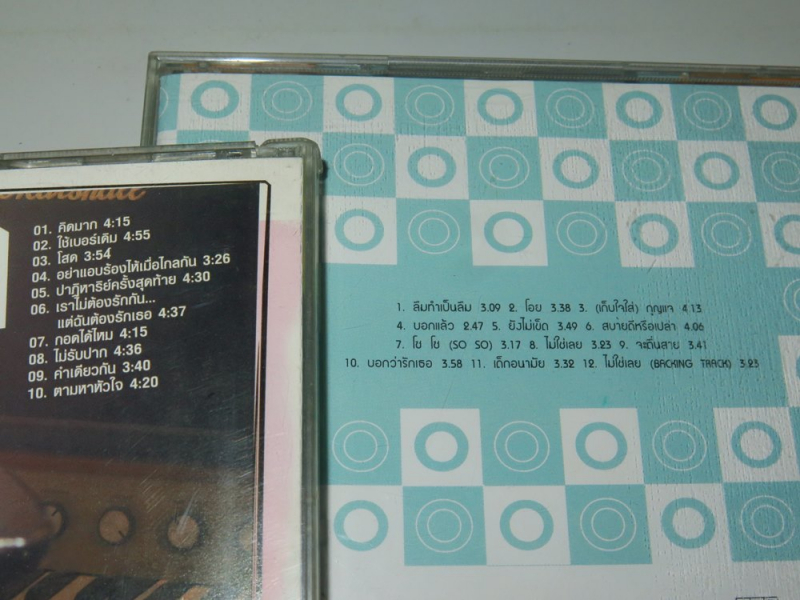 01. คิดมาก 4:15
02. ใช้เบอร์เดิม 4:55
03. โสด 3:54
04. อย่าแอบร้องไห้เมื่อไกลกัน 3:26
05. ปาฏิหาริย์ครั้งสุดท้าย 4:30
06. เราไม่ต้องรักกัน...
แต่ฉันต้องรักเธอ 4:37
07. กอดได้ไหม 4:15
08. ไม่รับปาก 4:36
09. คำเดียวกัน 3:40
10. ตามหาหัวใจ 4:20
1. ลืมทำเป็นลืม 3.09 2. โอย 3.38 3. (เก็บใจใส่) กุญแจ 4.13
4. บอกแล้ว 2.47 5. ยังไม่เข็ด 3.49 6. สบายดีหรือเปล่า 4.06
7. โซ โซ (SO SO) 3.17 8. ไม่ใช่เลย 3.23 9. จะตื่นสาย 3.41
10. บอกว่ารักเธอ 3.58 11. เด็กอนามัย 3.32 12. ไม่ใช่เลย (BACKING TRACK) 3.23